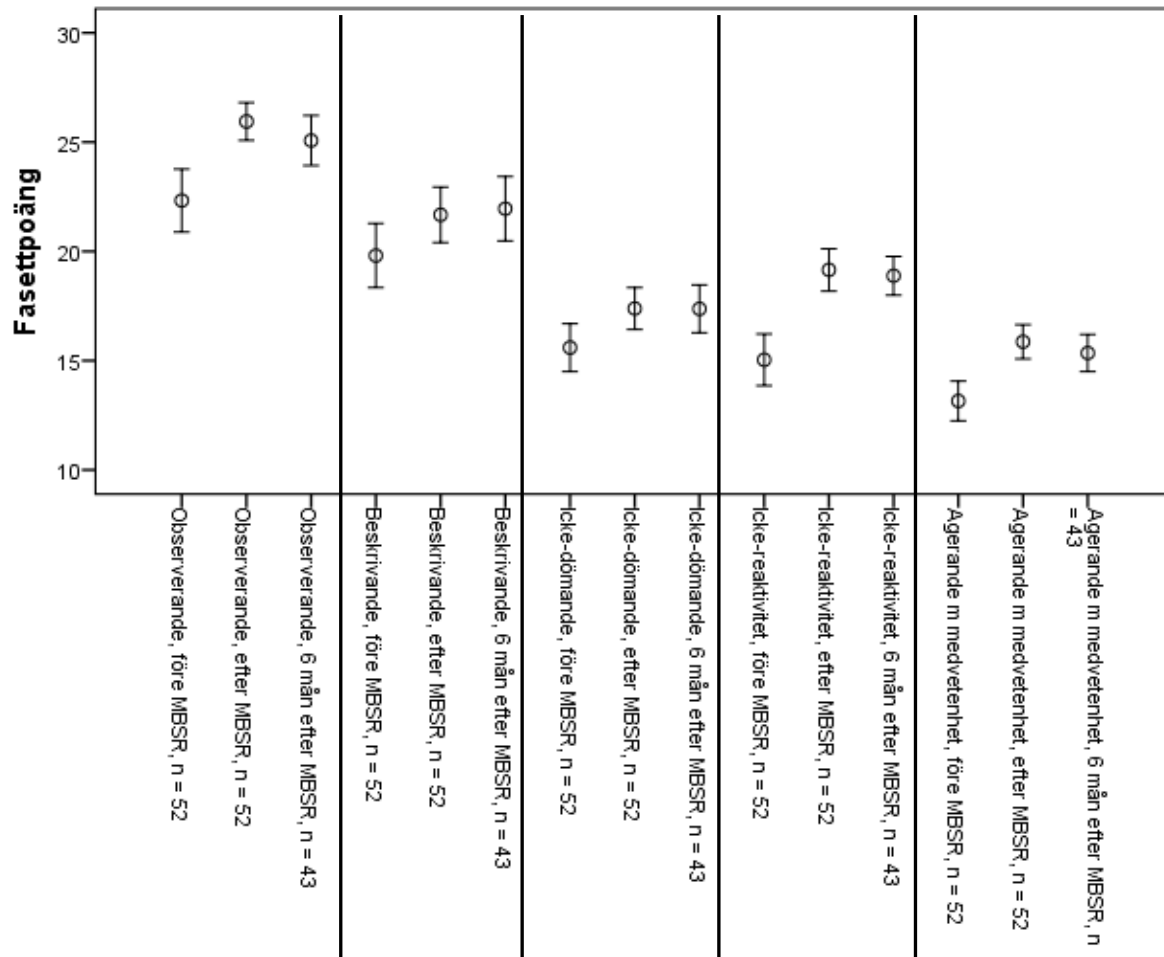 Fasettpoäng
30
25
20
15
10
Observerande, före MBSR, n = 52
Observerande, efter MBSR, n = 52
Observerande, 6 mån efter MBSR, n = 43
Beskrivande, före MBSR, n = 52
Beskrivande, efter MBSR, n = 52
Beskrivande, 6 mån efter MBSR, n = 43
Icke-dömande, före MBSR, n = 52
Icke-dömande, efter MBSR, n = 52
Icke-dömande, 6 mån efter MBSR, n = 43
Icke-reaktivitet, före MBSR, n = 52
Icke-reaktivitet, efter MBSR, n = 52
Icke-reaktivitet, 6 mån efter MBSR, n = 43
Agerande m medvetenhet, före MBSR, n = 52
Agerande m medvetenhet, efter MBSR, n = 52
Agerande m medvetenhet, 6 mån efter MBSR, n
= 43